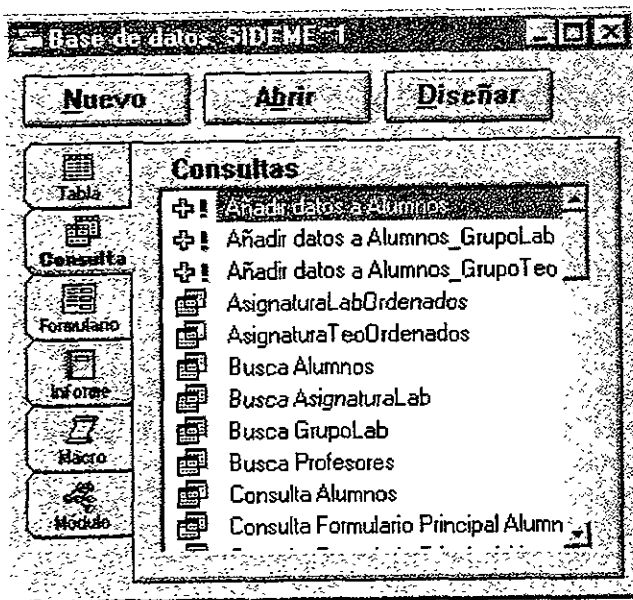 Base de datos SIDEME~1
Nuevo Abrir Diseñar
Tabla
Consulta
Formulario
Informe
Macro
Módulo
Consultas
Añadir datos a Alumnos
Añadir datos a Alumnos_GrupoLab
Añadir datos a Alumnos_GrupoTeo
AsignaturaLabOrdenados
AsignaturaTeoOrdenados
Busca Alumnos
Busca AsignaturaLab
Busca GrupoLab
Busca Profesores
Consulta Alumnos
Consulta Formulario Principal Alumn